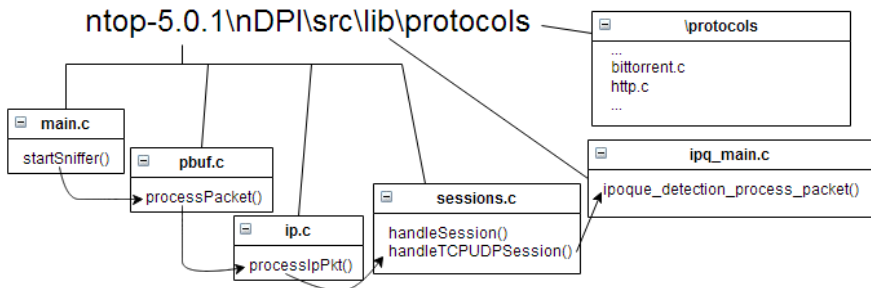 ntop-5.0.1\nDPI\src\lib\protocols
\protocols
...
bittorrent.c
http.c
...
main.c
startSniffer()
pbuf.c
processPacket()
ip.c
processIpPkt()
sessions.c
handleSession()
handleTCPUDPSession()
ipq_main.c
ipoque_detection_process_packet()